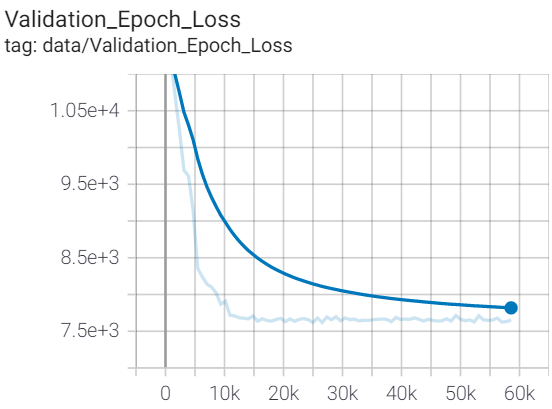 Validation_Epoch_Loss
tag: data/Validation_Epoch_Loss
1.05e+4
9.5e+3
8.5e+3
7.5e+3
0 10k 20k 30k 40k 50k 60k